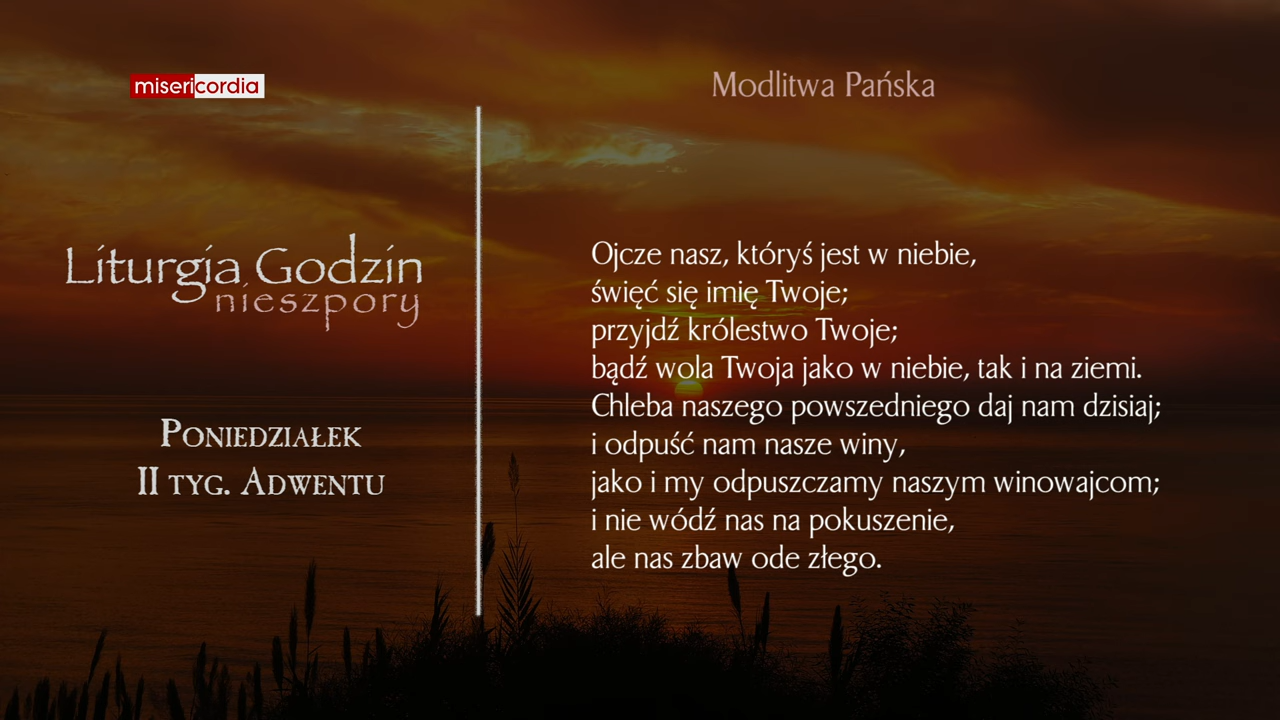 misericordia
Liturgia Godzin
nieszpory
Poniedziałek
II tyg. Adwentu
Modlitwa Pańska
Ojcze nasz, któryś jest w niebie,
święć się imię Twoje;
przyjdź królestwo Twoje;
bądź wola Twoja jako w niebie, tak i na ziemi.
Chleba naszego powszedniego daj nam dzisiaj;
i odpuść nam nasze winy,
jako i my odpuszczamy naszym winowajcom;
i nie wódź nas na pokuszenie,
ale nas zbaw ode złego.